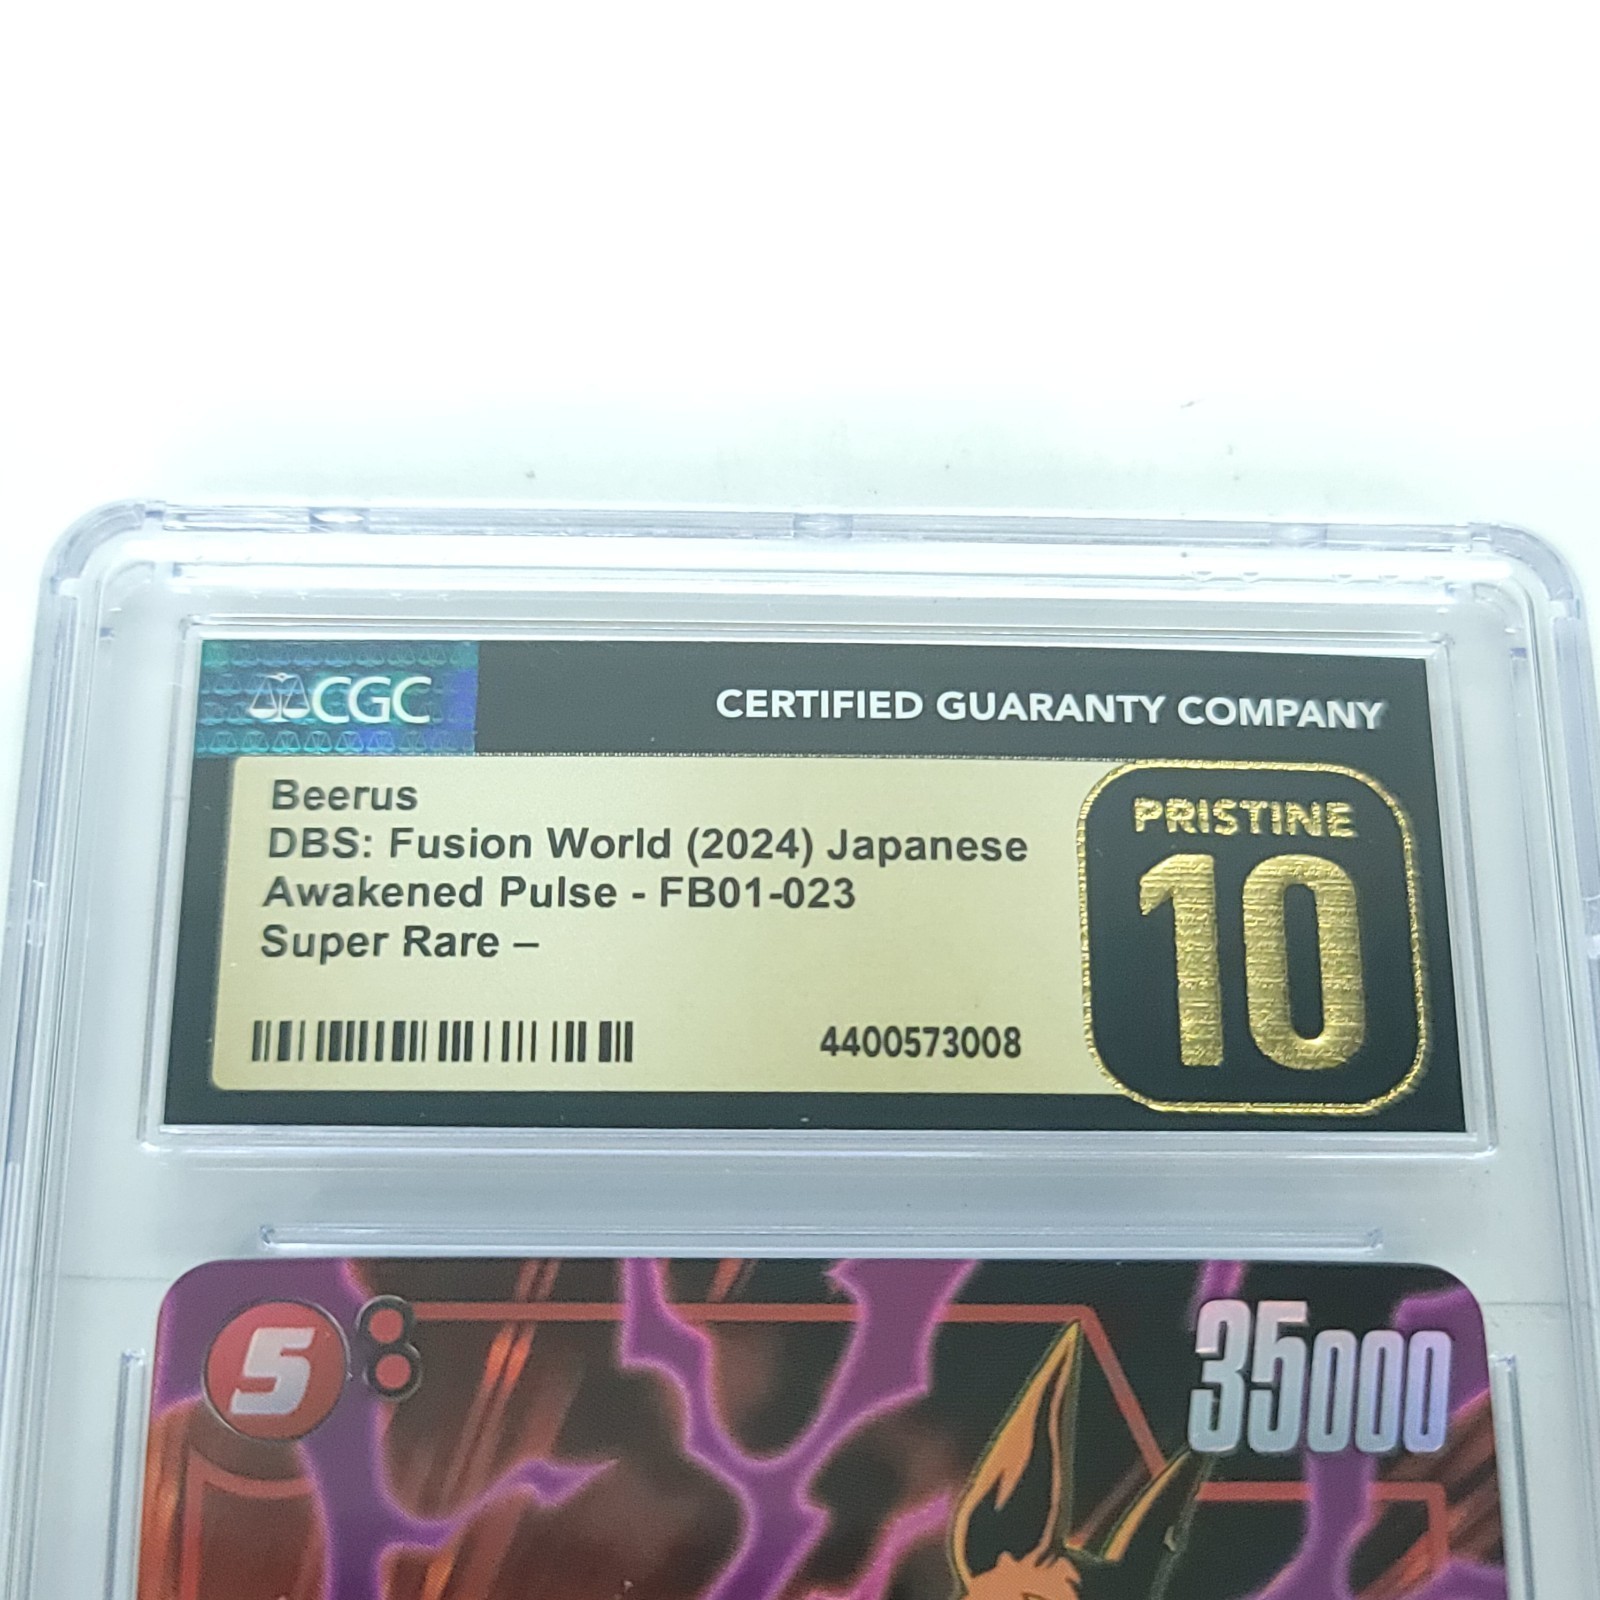 CGC
CERTIFIED GUARANTY COMPANY
Beerus
DBS: Fusion World (2024) Japanese
Awakened Pulse - FB01-023
Super Rare –
4400573008
PRISTINE
10
5
35000